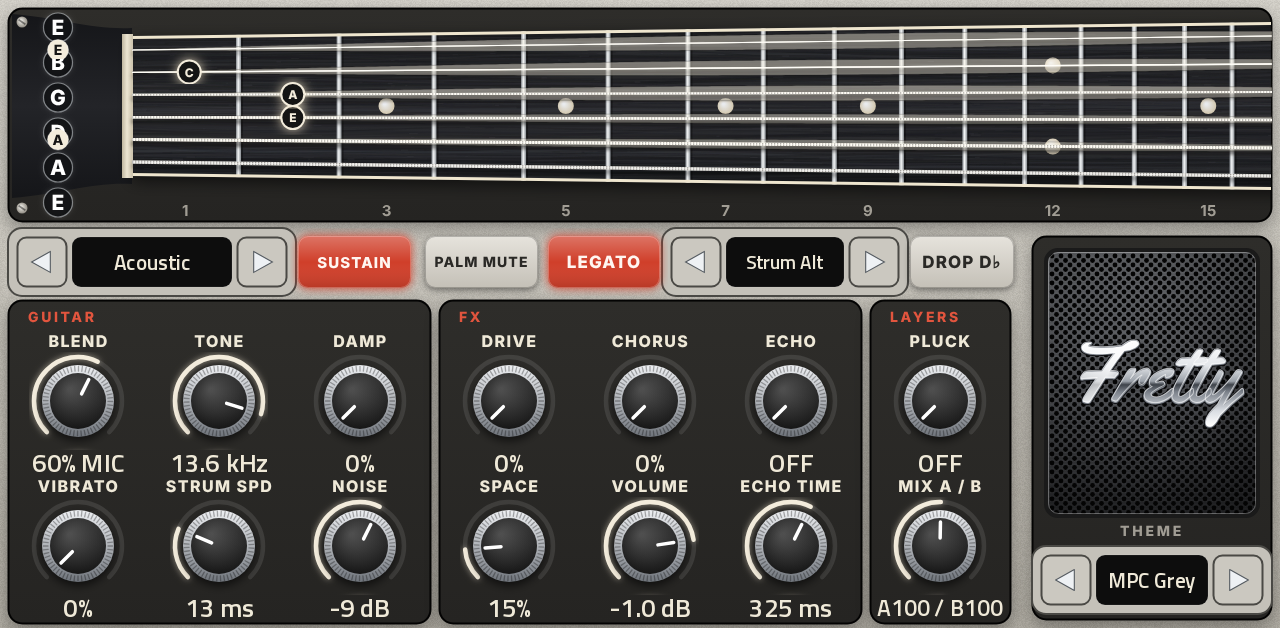 E
E
B
C
G
A
E
A
A
E
1 3 5 7 9 12 15
Acoustic
SUSTAIN
PALM MUTE
LEGATO
Strum Alt
DROP D♭
GUITAR
BLEND TONE DAMP
60% MIC 13.6 kHz 0%
VIBRATO STRUM SPD NOISE
0% 13 ms -9 dB
FX
DRIVE CHORUS ECHO
0% 0% OFF
SPACE VOLUME ECHO TIME
15% -1.0 dB 325 ms
LAYERS
PLUCK
OFF
MIX A / B
A100 / B100
Fretty
THEME
MPC Grey